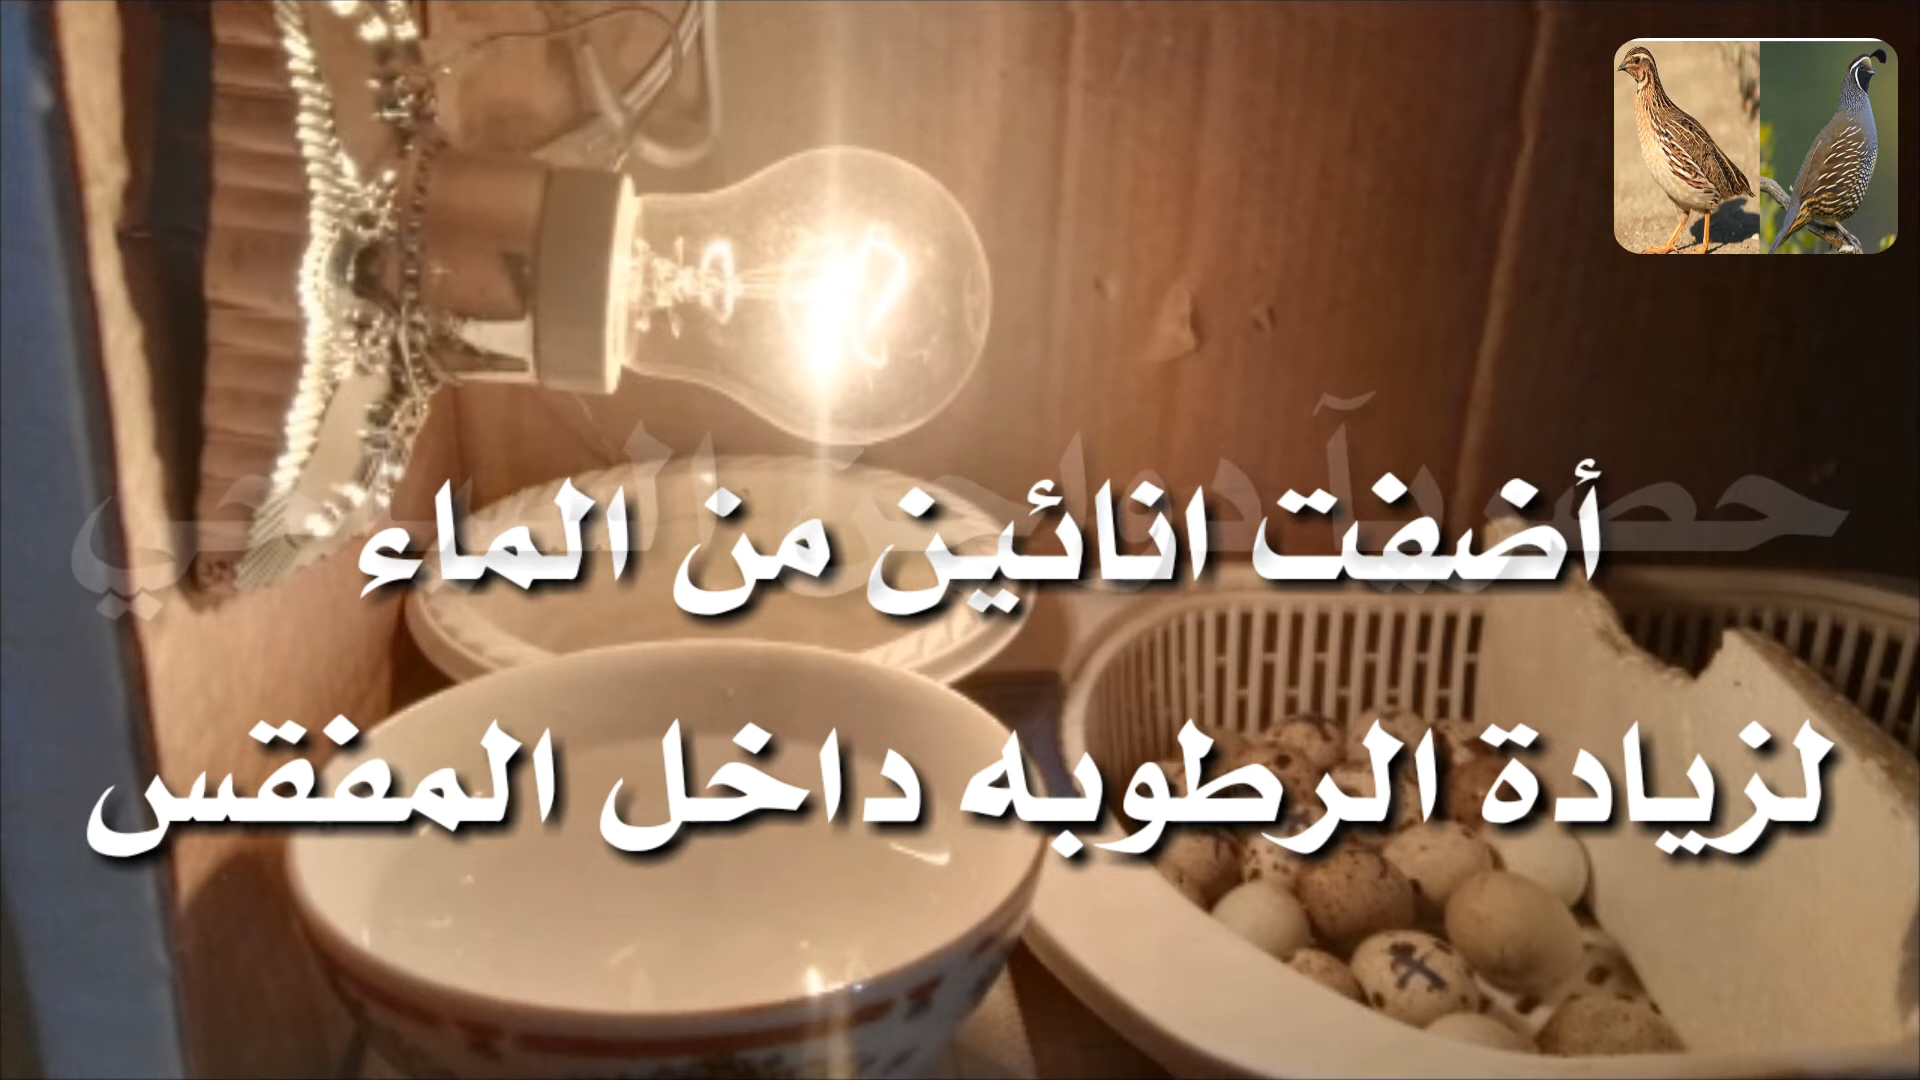 أضفت انائين من الماء
لزيادة الرطوبه داخل المفقس